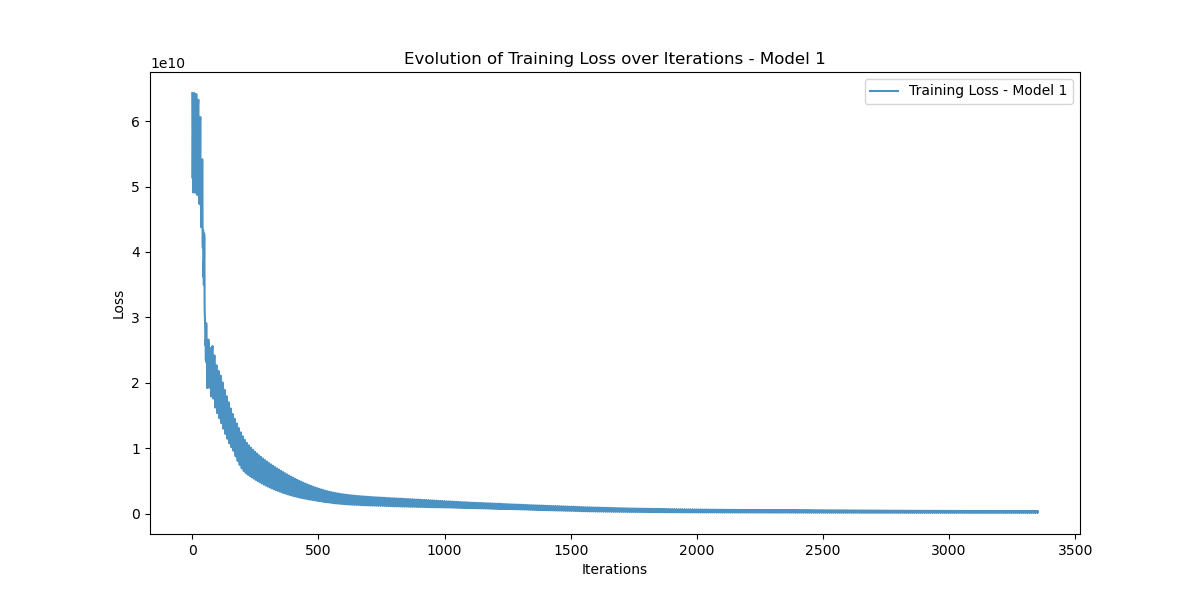 Evolution of Training Loss over Iterations - Model 1
1e10
Training Loss - Model 1
6
5
4
3
2
1
0
Loss
0 500 1000 1500 2000 2500 3000 3500
Iterations